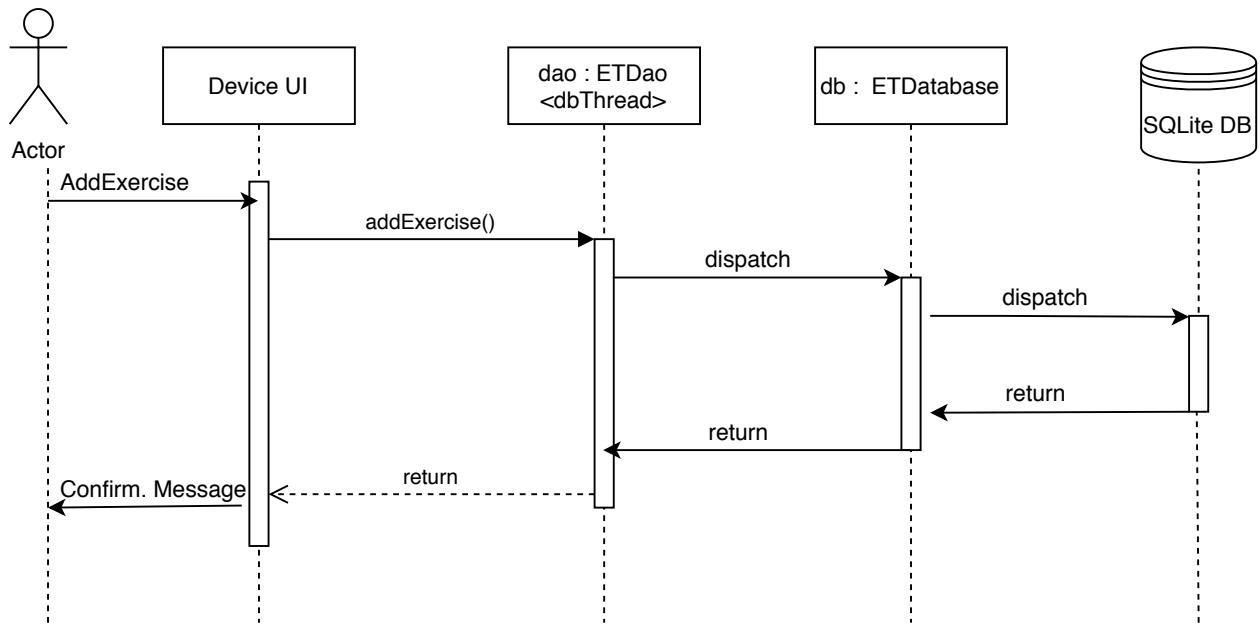 Device UI
dao : ETDao
<dbThread>
db : ETDatabase
SQLite DB
Actor
AddExercise
addExercise()
dispatch
dispatch
return
return
return
Confirm. Message